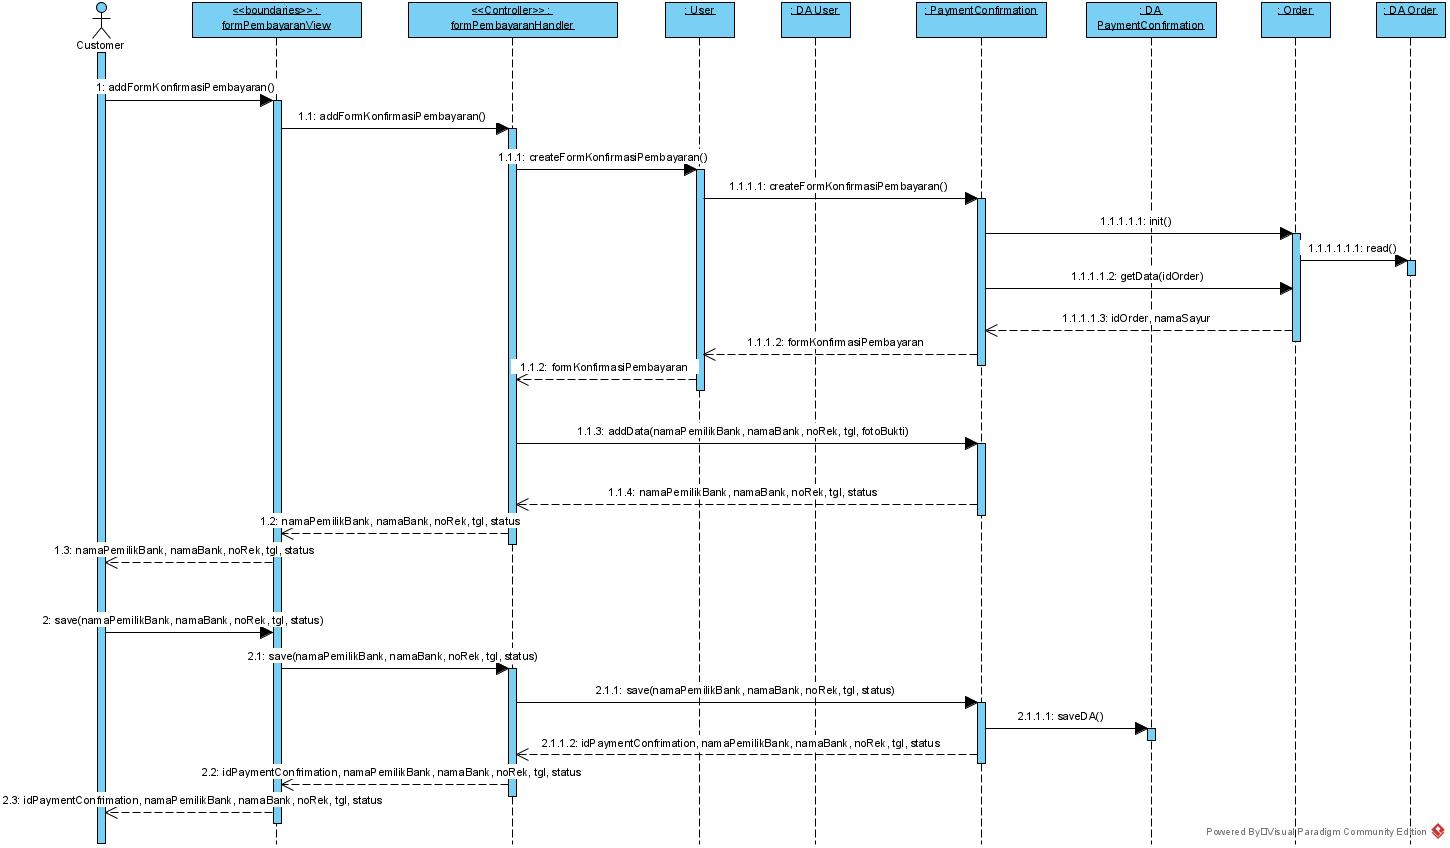 <<boundaries>> :
formPembayaranView
<<Controller>> :
formPembayaranHandler
: User
: DA User
: PaymentConfirmation
: DA
PaymentConfirmation
: Order
: DA Order
Customer
1: addFormKonfirmasiPembayaran()
1.1: addFormKonfirmasiPembayaran()
1.1.1: createFormKonfirmasiPembayaran()
1.1.1.1: createFormKonfirmasiPembayaran()
1.1.1.1.1: init()
1.1.1.1.1.1: read()
1.1.1.1.2: getData(idOrder)
1.1.1.1.3: idOrder, namaSayur
1.1.1.2: formKonfirmasiPembayaran
1.1.2: formKonfirmasiPembayaran
1.1.3: addData(namaPemilikBank, namaBank, noRek, tgl, fotoBukti)
1.1.4: namaPemilikBank, namaBank, noRek, tgl, status
1.2: namaPemilikBank, namaBank, noRek, tgl, status
1.3: namaPemilikBank, namaBank, noRek, tgl, status
2: save(namaPemilikBank, namaBank, noRek, tgl, status)
2.1: save(namaPemilikBank, namaBank, noRek, tgl, status)
2.1.1: save(namaPemilikBank, namaBank, noRek, tgl, status)
2.1.1.1: saveDA()
2.1.1.2: idPaymentConfrimation, namaPemilikBank, namaBank, noRek, tgl, status
2.2: idPaymentConfrimation, namaPemilikBank, namaBank, noRek, tgl, status
2.3: idPaymentConfrimation, namaPemilikBank, namaBank, noRek, tgl, status
Powered By Visual Paradigm Community Edition